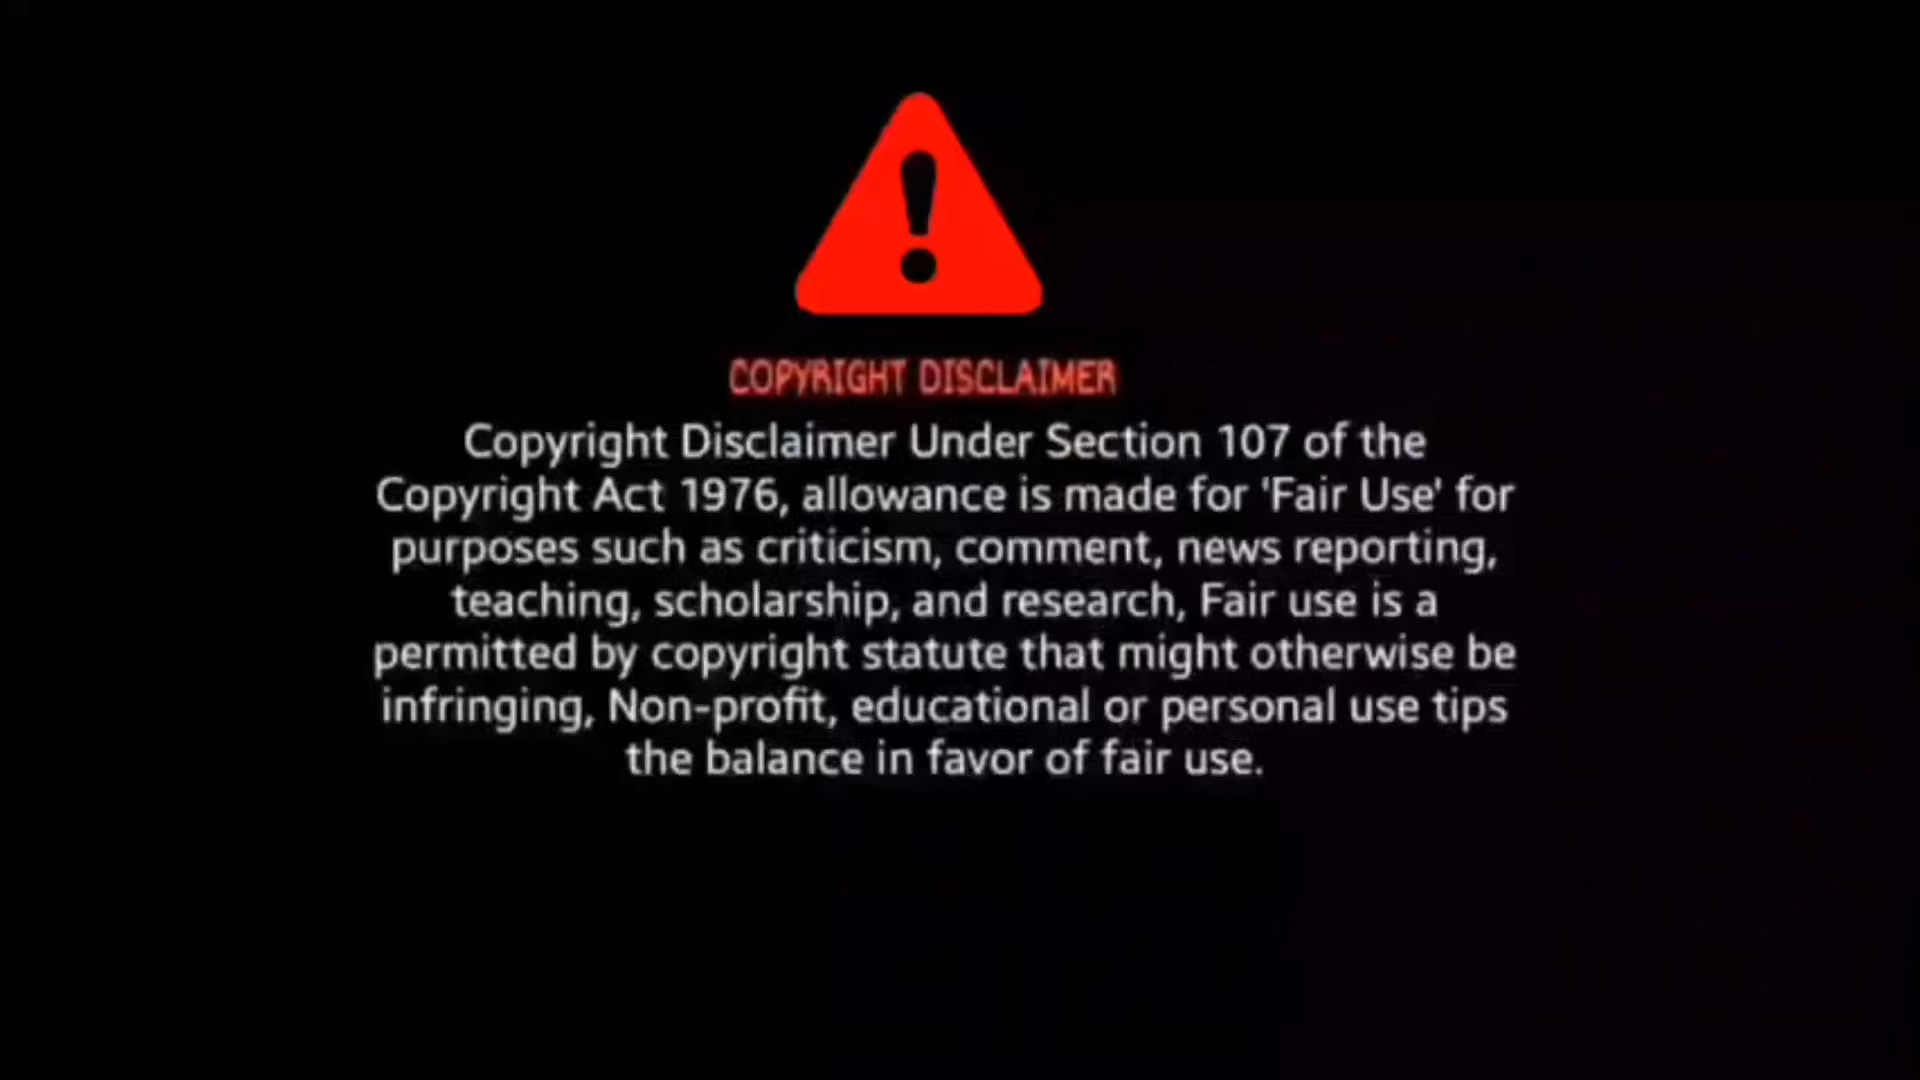 COPYRIGHT DISCLAIMER
Copyright Disclaimer Under Section 107 of the
Copyright Act 1976, allowance is made for 'Fair Use' for
purposes such as criticism, comment, news reporting,
teaching, scholarship, and research, Fair use is a
permitted by copyright statute that might otherwise be
infringing, Non-profit, educational or personal use tips
the balance in favor of fair use.